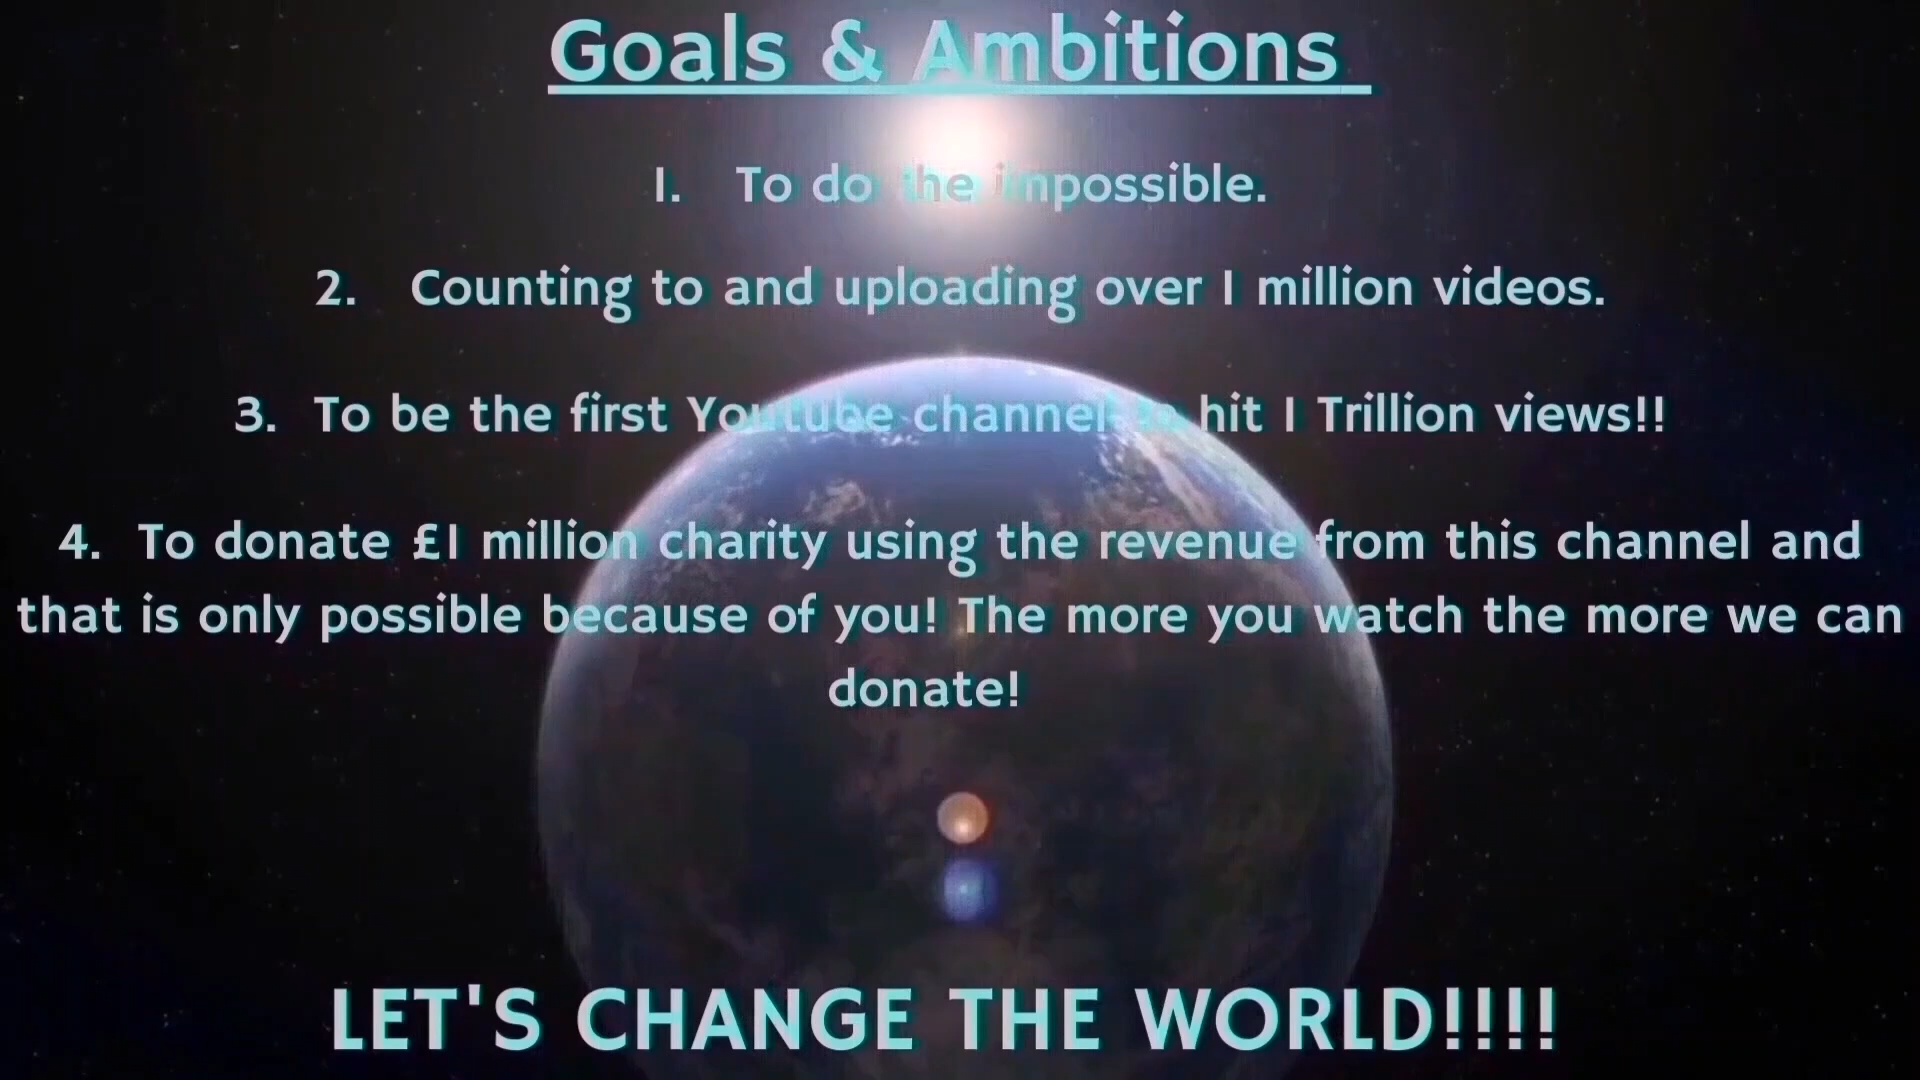 Goals & Ambitions
1. To do the impossible.
2. Counting to and uploading over 1 million videos.
3. To be the first Youtube channel to hit 1 Trillion views!!
4. To donate £1 million charity using the revenue from this channel and
that is only possible because of you! The more you watch the more we can
donate!
LET'S CHANGE THE WORLD!!!!